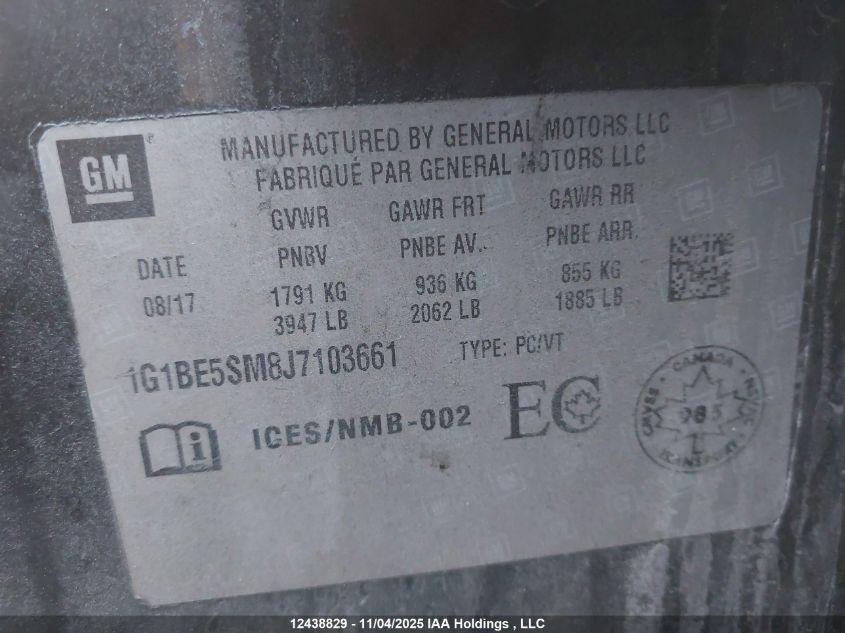 GM
MANUFACTURED BY GENERAL MOTORS LLC
FABRIQUÉ PAR GENERAL MOTORS LLC
GVWR GAWR FRT GAWR RR
DATE PNBV PNBE AV. PNBE ARR.
08/17 1791 KG 936 KG 855 KG
3947 LB 2062 LB 1885 LB
1G1BE5SM8J7103661 TYPE: PC/VT
i ICES/NMB-002 EC
CANADA
TRANSPORT
12438829 - 11/04/2025 IAA Holdings , LLC